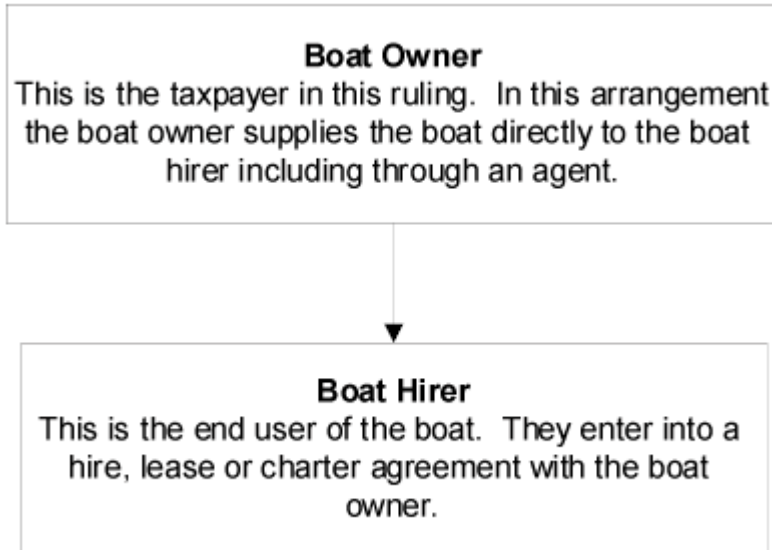 Boat Owner
This is the taxpayer in this ruling. In this arrangement
the boat owner supplies the boat directly to the boat
hirer including through an agent.
Boat Hirer
This is the end user of the boat. They enter into a
hire, lease or charter agreement with the boat
owner.